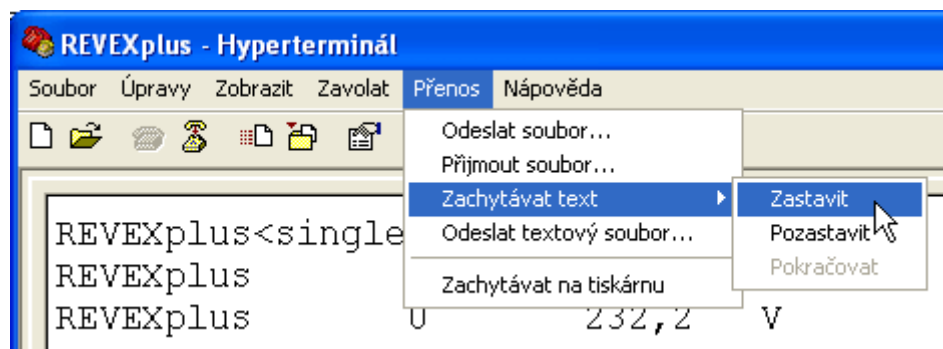 REVEXplus - Hyperterminál
Soubor Úpravy Zobrazit Zavolat Přenos Nápověda
Odeslat soubor...
Přijmout soubor...
Zachytávat text
Odeslat textový soubor...
Zachytávat na tiskárnu
Zastavit
Pozastavit
Pokračovat
REVEXplus<single
REVEXplus
REVEXplus U 232,2 V